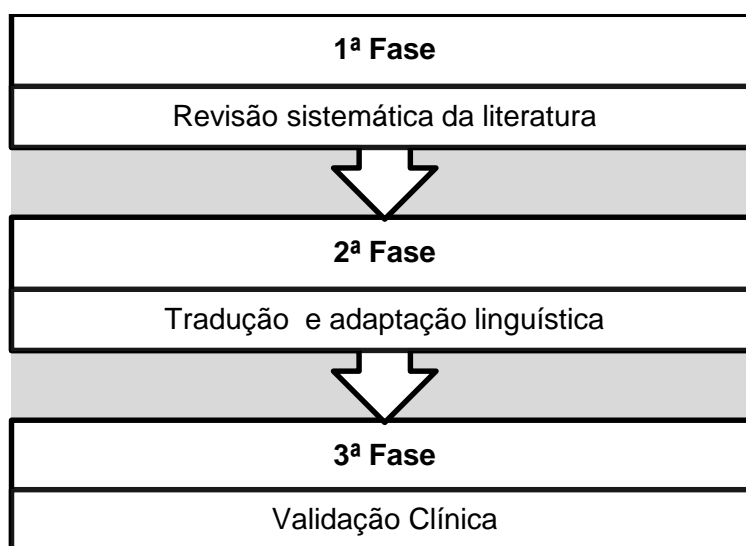 1ª Fase
Revisão sistemática da literatura
2ª Fase
Tradução  e adaptação linguística
3ª Fase
Validação Clínica